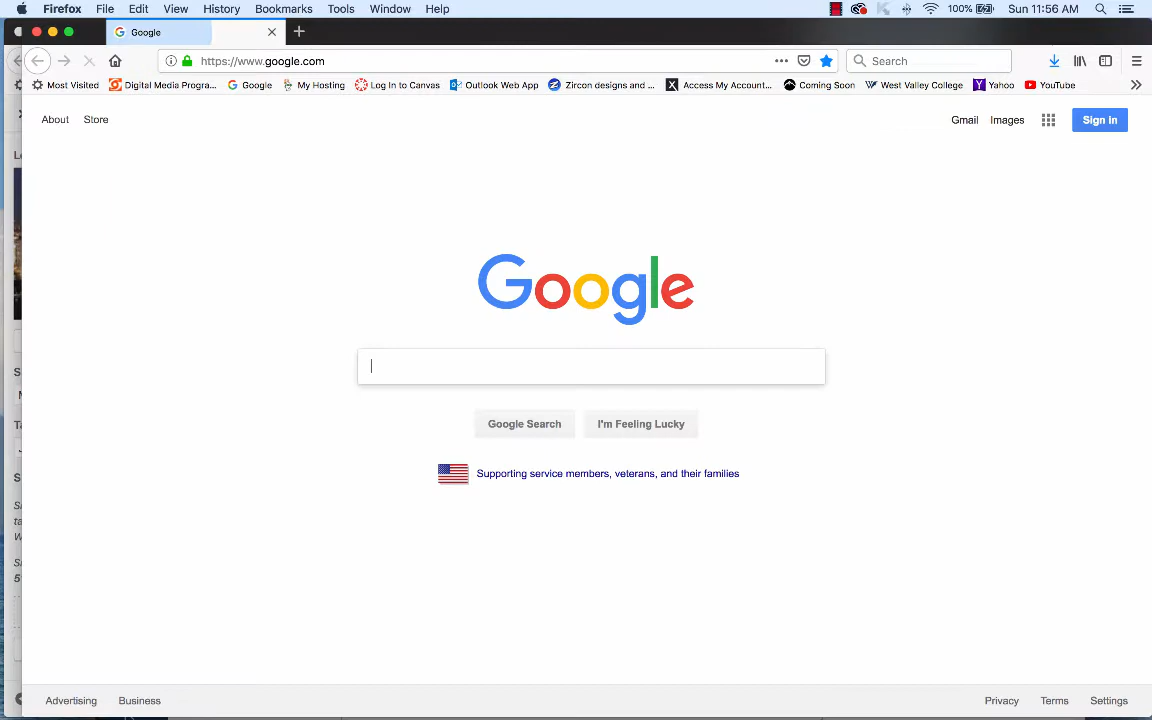 Firefox File Edit View History Bookmarks Tools Window Help 100% Sun 11:56 AM
Google
https://www.google.com Search
Most Visited Digital Media Progra... Google My Hosting Log In to Canvas Outlook Web App Zircon designs and ... Access My Account... Coming Soon West Valley College Yahoo YouTube
About Store Gmail Images Sign in
Google
Google Search I'm Feeling Lucky
Supporting service members, veterans, and their families
Advertising Business Privacy Terms Settings